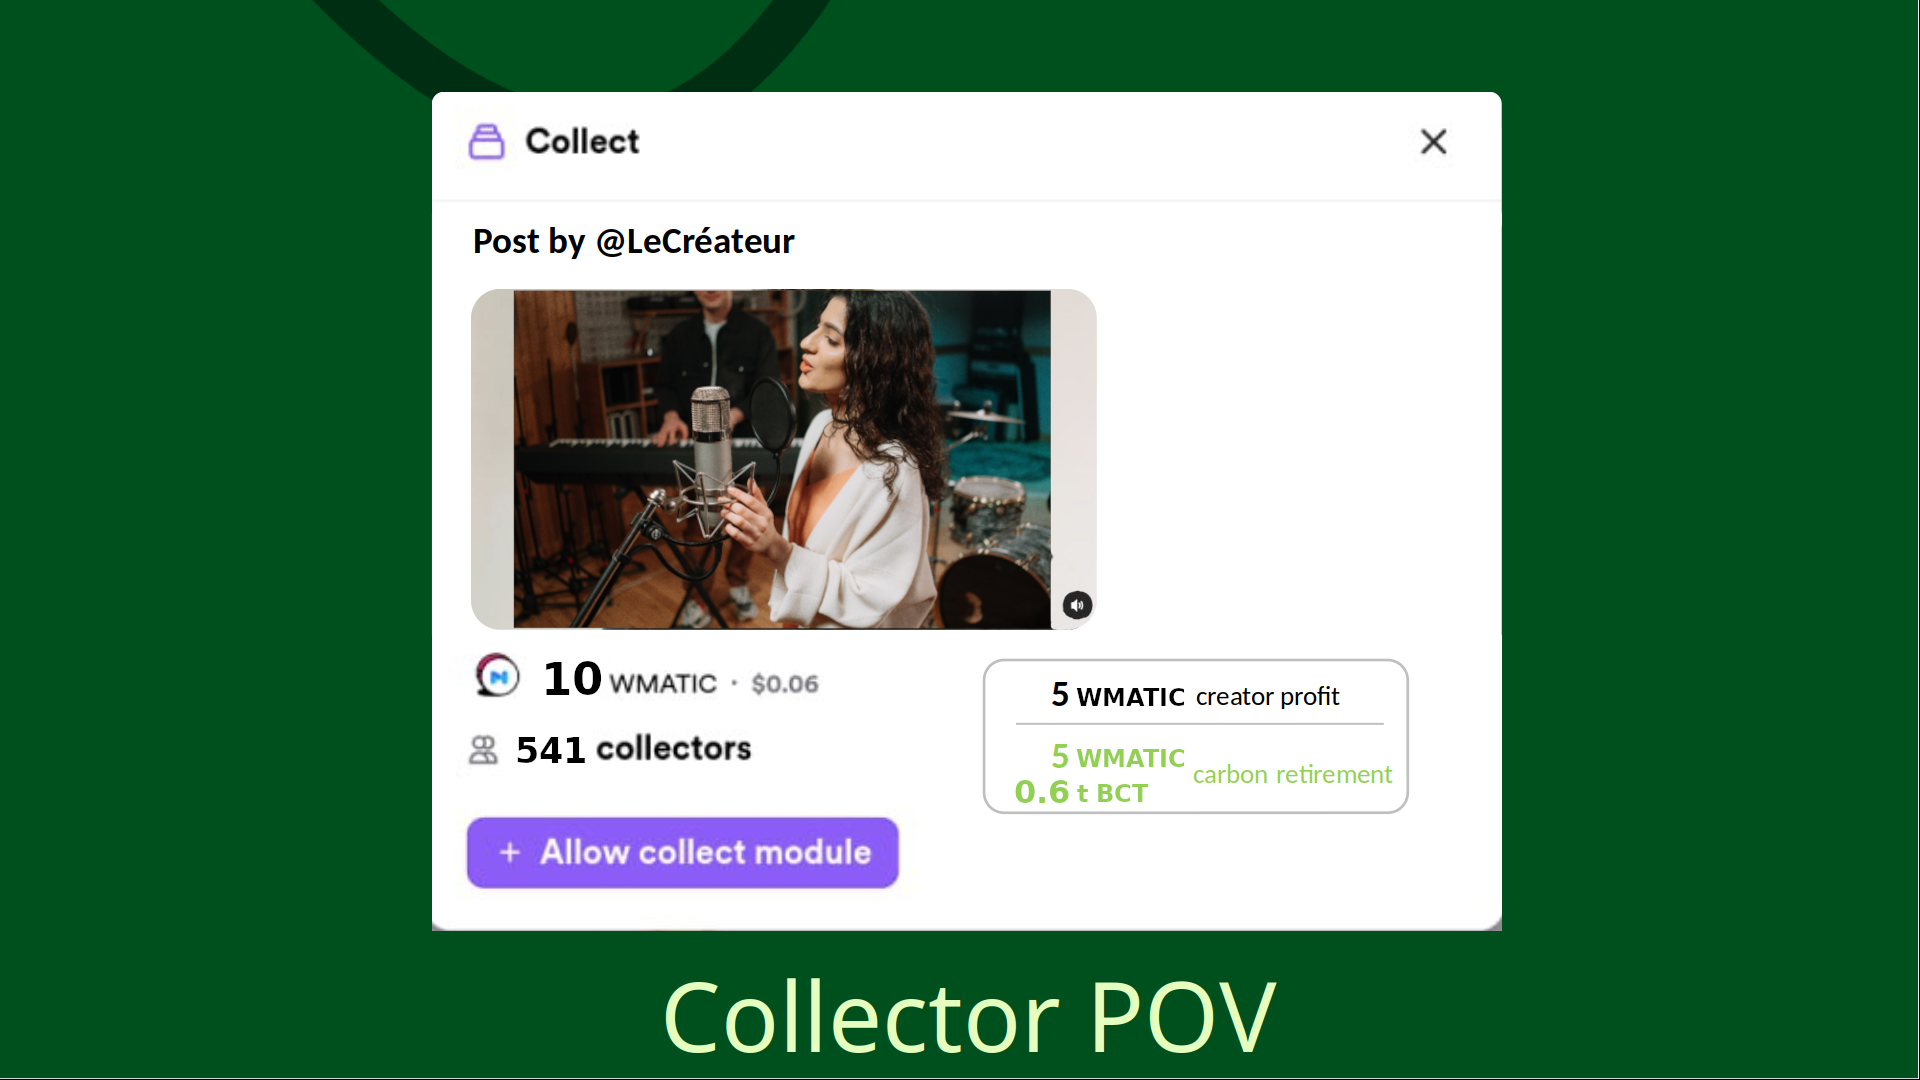 Collect
Post by @LeCréateur
10 WMATIC · $0.06
541 collectors
5 WMATIC creator profit
5 WMATIC
0.6 t BCT
carbon retirement
+ Allow collect module
Collector POV